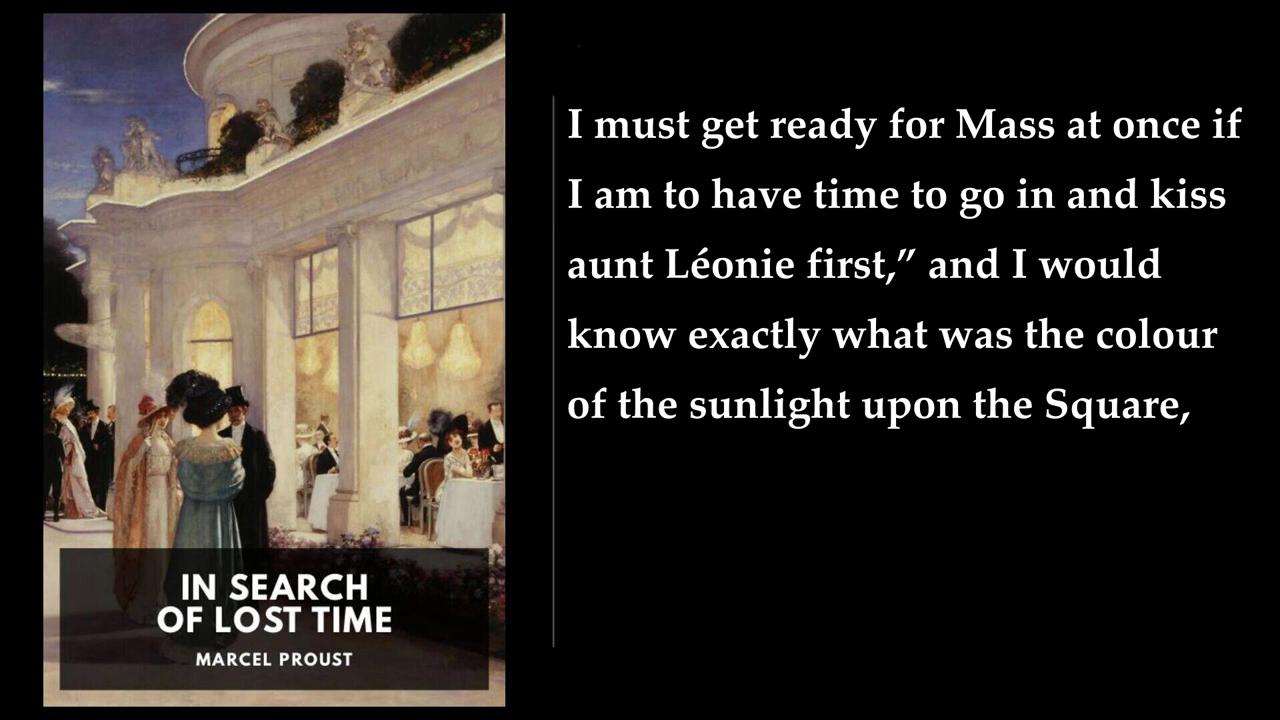 I must get ready for Mass at once if
I am to have time to go in and kiss
aunt Léonie first,” and I would
know exactly what was the colour
of the sunlight upon the Square,
IN SEARCH
OF LOST TIME
MARCEL PROUST